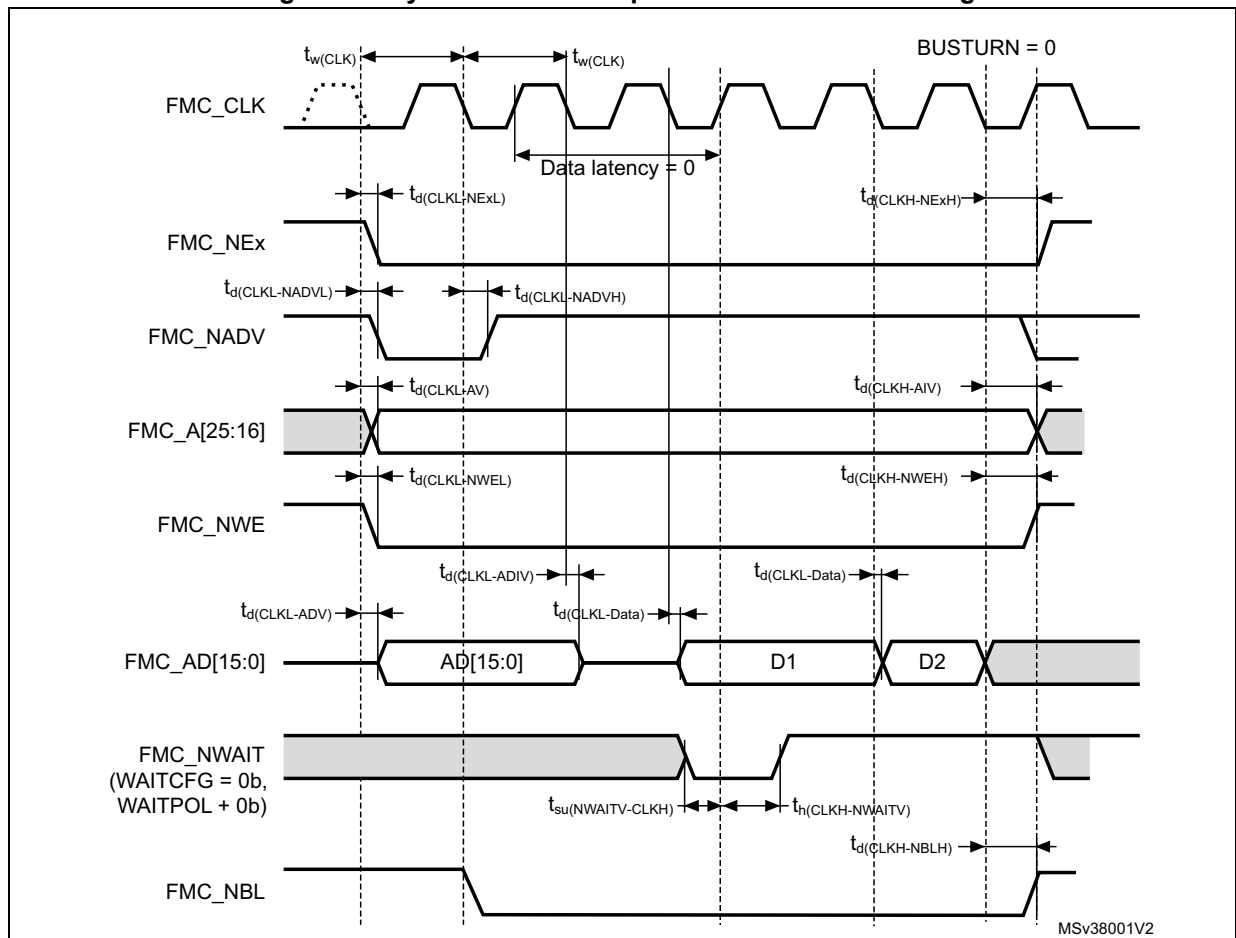 t_w(CLK) t_w(CLK) BUSTURN = 0
FMC_CLK
Data latency = 0
t_d(CLKL-NExL) t_d(CLKH-NExH)
FMC_NEx
t_d(CLKL-NADVL) t_d(CLKL-NADVH)
FMC_NADV
t_d(CLKL-AV) t_d(CLKH-AIV)
FMC_A[25:16]
t_d(CLKL-NWEL) t_d(CLKH-NWEH)
FMC_NWE
t_d(CLKL-ADIV) t_d(CLKL-Data)
t_d(CLKL-ADV) t_d(CLKL-Data)
FMC_AD[15:0] AD[15:0] D1 D2
FMC_NWAIT
(WAITCFG = 0b,
WAITPOL + 0b)
t_su(NWAITV-CLKH) t_h(CLKH-NWAITV)
t_d(CLKH-NBLH)
FMC_NBL
MSv38001V2